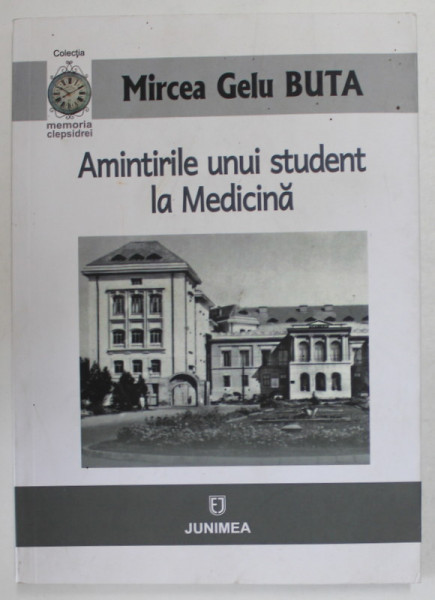 Colecția
memoria
clepsidrei
Mircea Gelu BUTA
Amintirile unui student
la Medicină
JUNIMEA